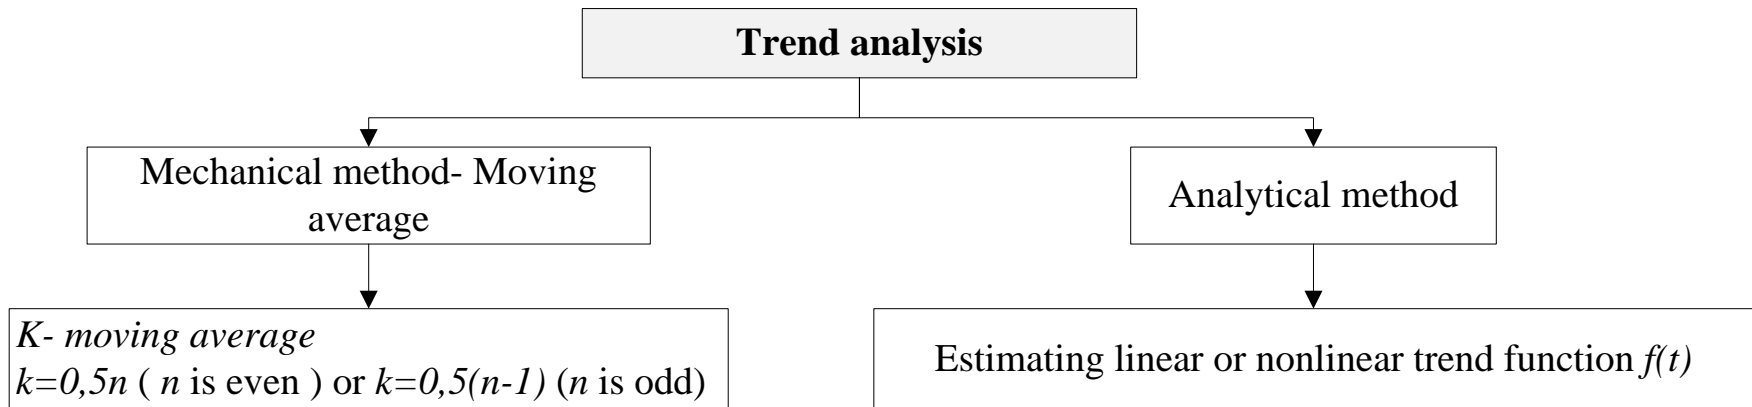 Trend analysis
Mechanical method- Moving
average
Analytical method
K- moving average
k=0,5n ( n is even ) or k=0,5(n-1) (n is odd)
Estimating linear or nonlinear trend function f(t)